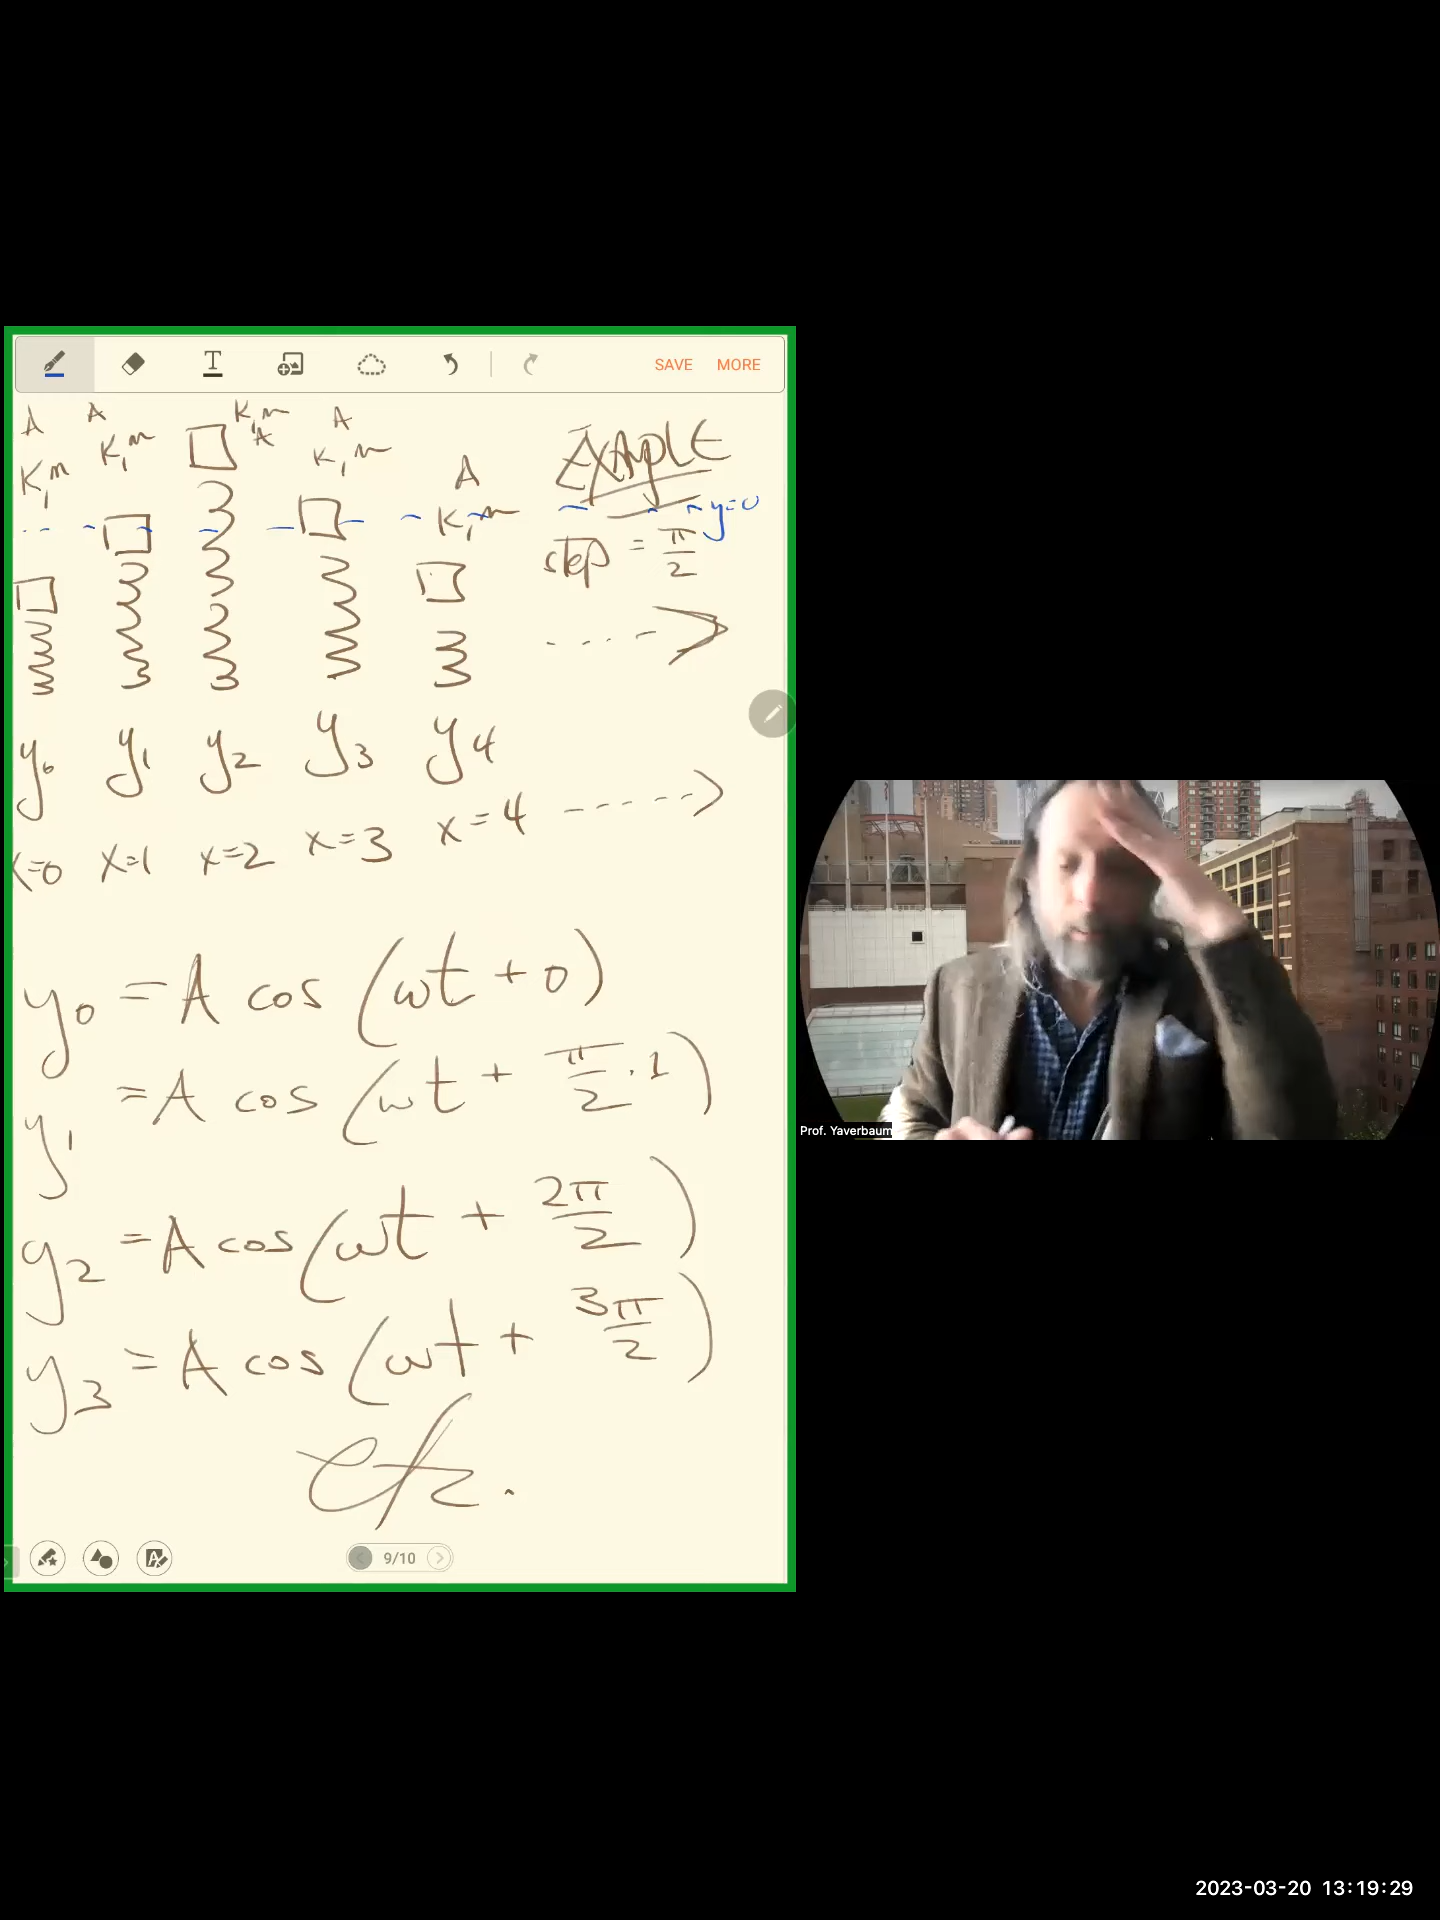 SAVE MORE
A A K,m A
K,m K,m A K,m A
K,m
EXAMPLE
y=0
step = π/2
y₀ y₁ y₂ y₃ y₄
x=0 x=1 x=2 x=3 x=4
y₀ = A cos (ωt + 0)
y₁ = A cos (ωt + π/2 · 1)
y₂ = A cos (ωt + 2π/2)
y₃ = A cos (ωt + 3π/2)
etc.
9/10
Prof. Yaverbaum
2023-03-20 13:19:29